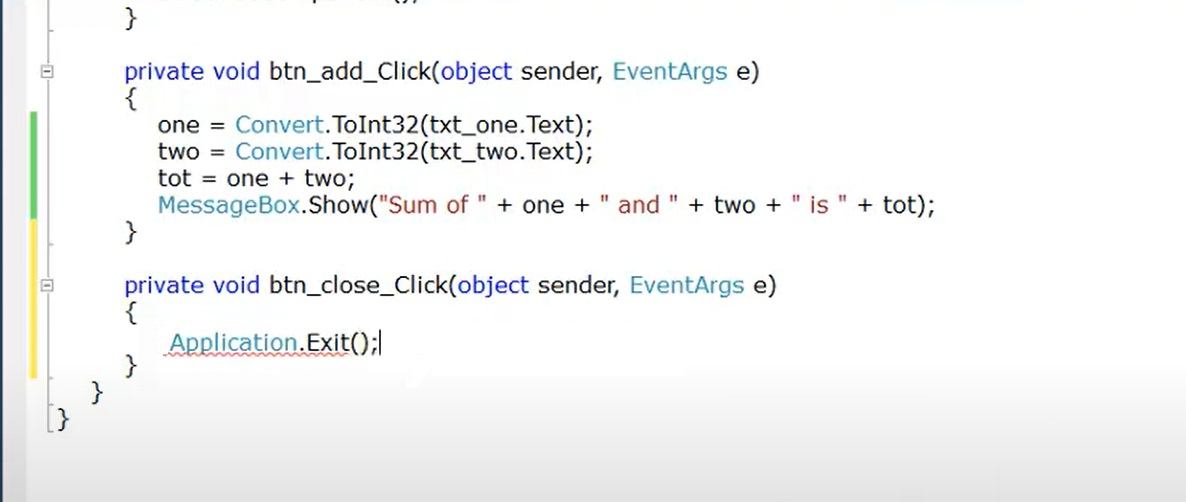 }
private void btn_add_Click(object sender, EventArgs e)
{
one = Convert.ToInt32(txt_one.Text);
two = Convert.ToInt32(txt_two.Text);
tot = one + two;
MessageBox.Show("Sum of " + one + " and " + two + " is " + tot);
}
private void btn_close_Click(object sender, EventArgs e)
{
Application.Exit();
}
}
}